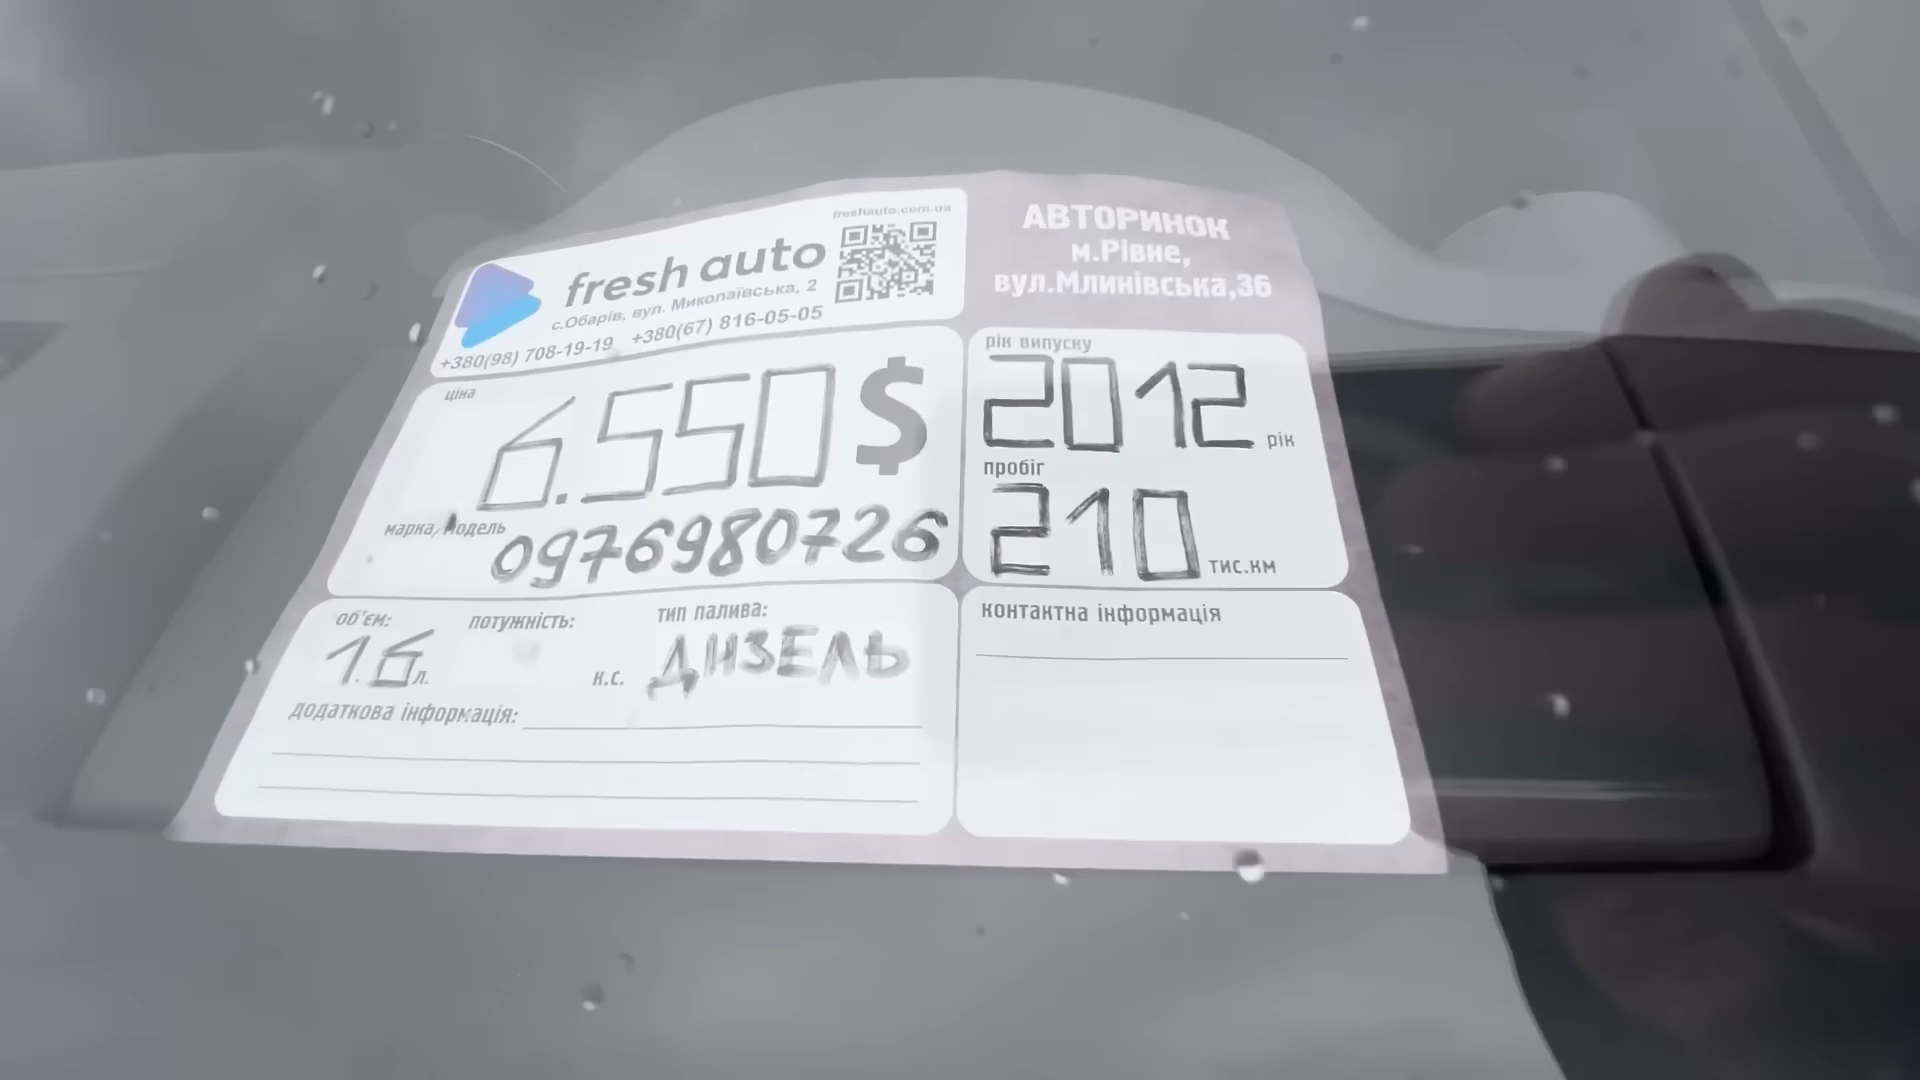 freshauto.com.ua
fresh auto
с.Обарів, вул. Миколаївська, 2
+380(98) 708-19-19 +380(67) 816-05-05
АВТОРИНОК
м.Рівне,
вул.Млинівська,36
ціна
6.550 $
марка/модель
0976980726
рік випуску
2012 рік
пробіг
210 тис.км
об'єм:
1.6 л.
потужність:
к.с.
тип палива:
ДИЗЕЛЬ
додаткова інформація:
контактна інформація